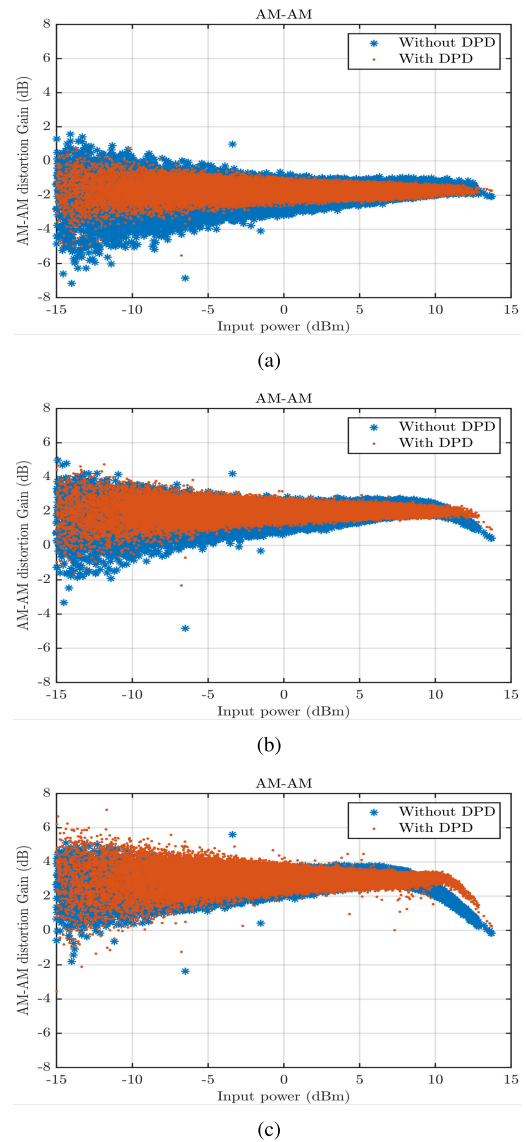 AM-AM
8
6
4
2
0
-2
-4
-6
-8
AM-AM distortion Gain (dB)
Without DPD
With DPD
-15 -10 -5 0 5 10 15
Input power (dBm)
(a)
AM-AM
8
6
4
2
0
-2
-4
-6
-8
AM-AM distortion Gain (dB)
Without DPD
With DPD
-15 -10 -5 0 5 10 15
Input power (dBm)
(b)
AM-AM
8
6
4
2
0
-2
-4
-6
-8
AM-AM distortion Gain (dB)
Without DPD
With DPD
-15 -10 -5 0 5 10 15
Input power (dBm)
(c)